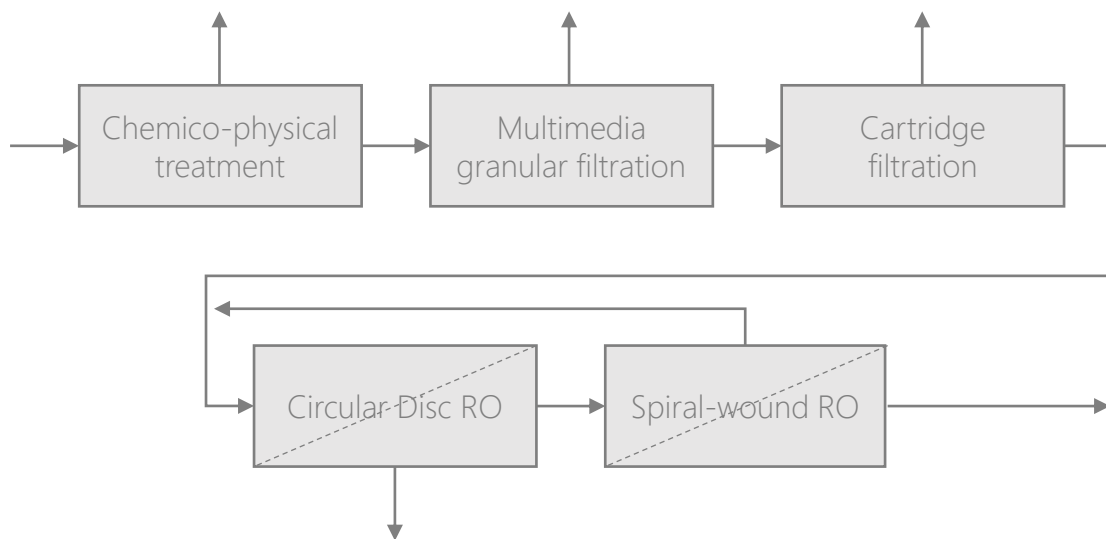 Chemico-physical
treatment
Multimedia
granular filtration
Cartridge
filtration
Circular Disc RO
Spiral-wound RO